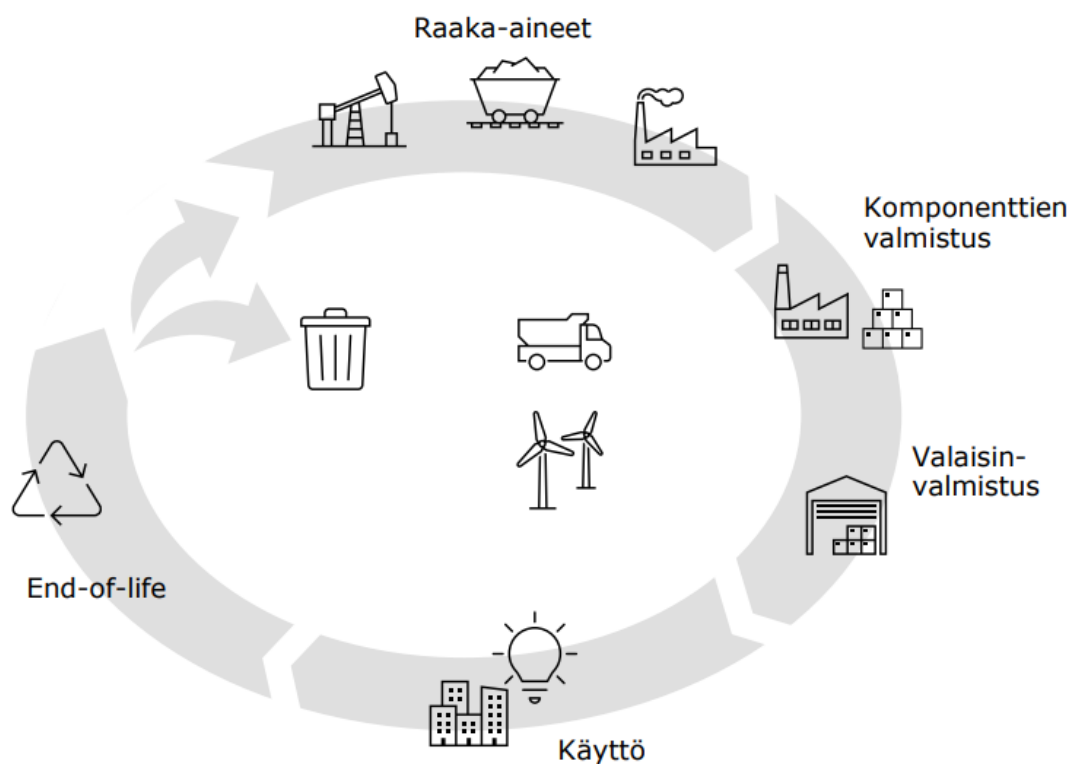 Raaka-aineet
Komponenttien
valmistus
Valaisin-
valmistus
Käyttö
End-of-life